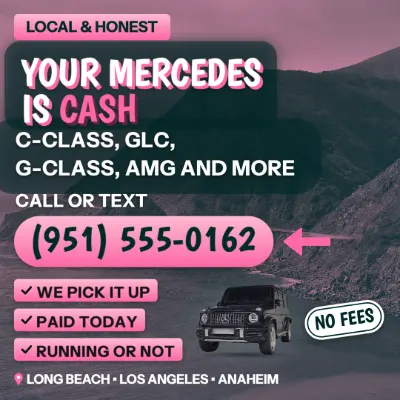 LOCAL & HONEST
YOUR MERCEDES
IS CASH
C-CLASS, GLC,
G-CLASS, AMG AND MORE
CALL OR TEXT
(951) 555-0162
✓ WE PICK IT UP
✓ PAID TODAY
✓ RUNNING OR NOT
NO FEES
LONG BEACH • LOS ANGELES • ANAHEIM